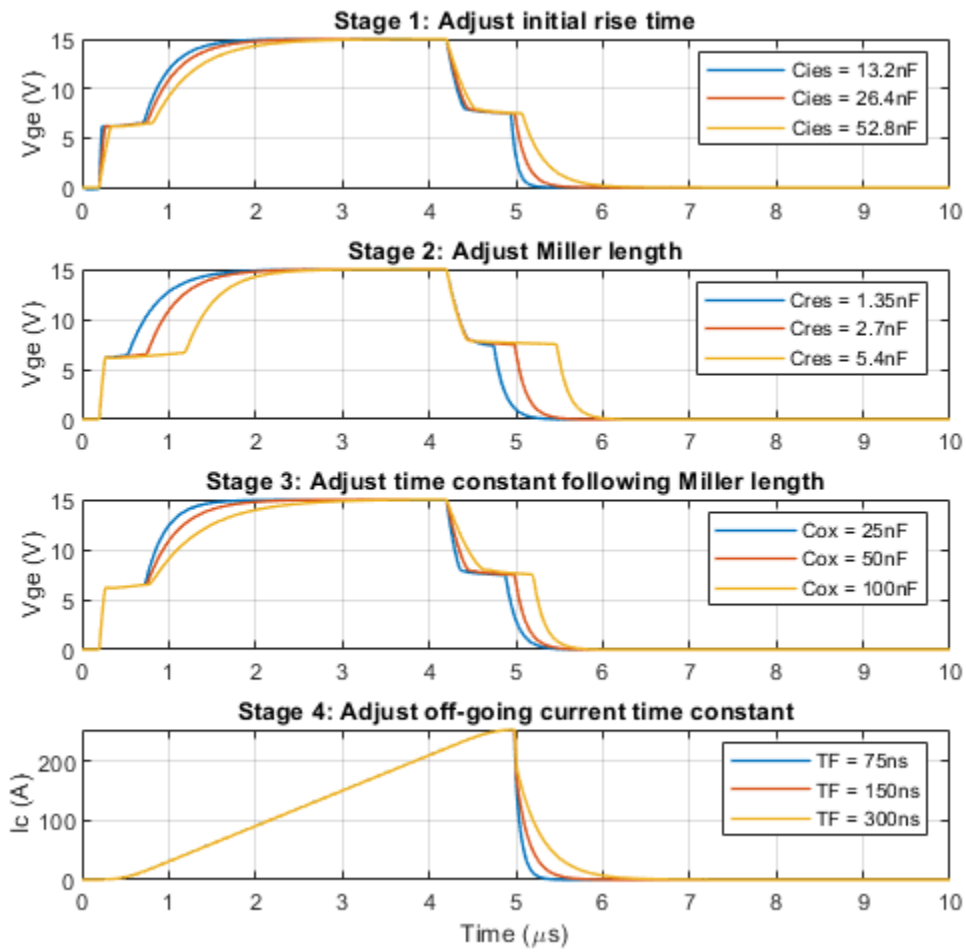 Stage 1: Adjust initial rise time
15
10
5
0
Vge (V)
Cies = 13.2nF
Cies = 26.4nF
Cies = 52.8nF
0 1 2 3 4 5 6 7 8 9 10
Stage 2: Adjust Miller length
15
10
5
0
Vge (V)
Cres = 1.35nF
Cres = 2.7nF
Cres = 5.4nF
0 1 2 3 4 5 6 7 8 9 10
Stage 3: Adjust time constant following Miller length
15
10
5
0
Vge (V)
Cox = 25nF
Cox = 50nF
Cox = 100nF
0 1 2 3 4 5 6 7 8 9 10
Stage 4: Adjust off-going current time constant
200
100
0
Ic (A)
TF = 75ns
TF = 150ns
TF = 300ns
0 1 2 3 4 5 6 7 8 9 10
Time (μs)